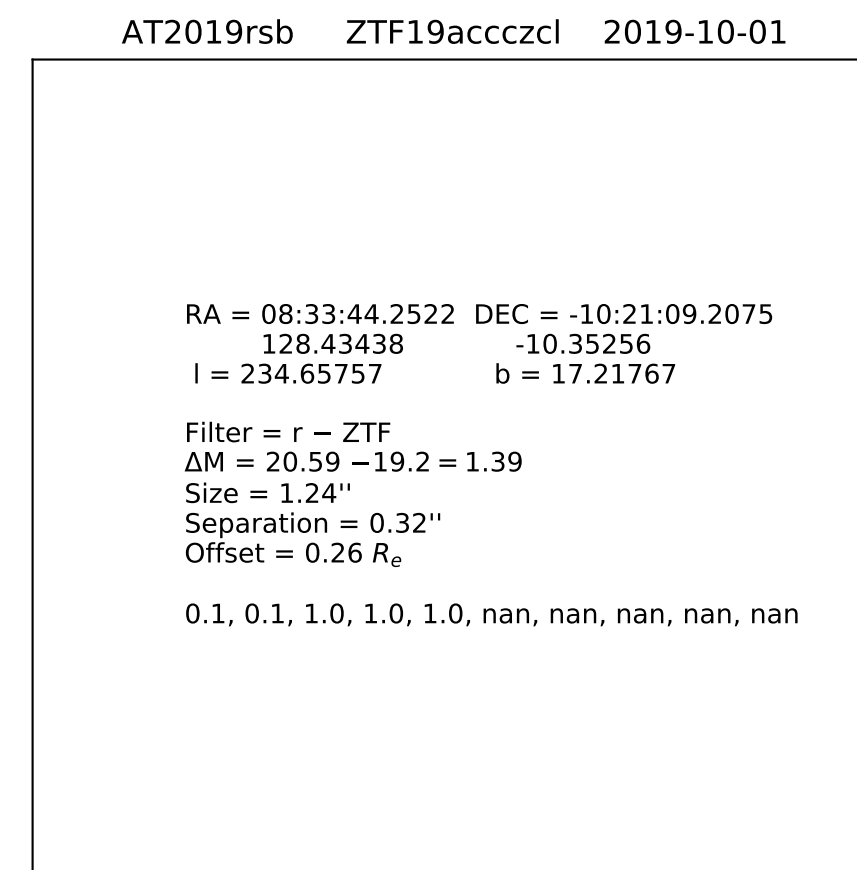 AT2019rsb ZTF19accczcl 2019-10-01
RA = 08:33:44.2522 DEC = -10:21:09.2075
128.43438 -10.35256
l = 234.65757 b = 17.21767
Filter = r − ZTF
ΔM = 20.59 −19.2 = 1.39
Size = 1.24''
Separation = 0.32''
Offset = 0.26 Re
0.1, 0.1, 1.0, 1.0, 1.0, nan, nan, nan, nan, nan